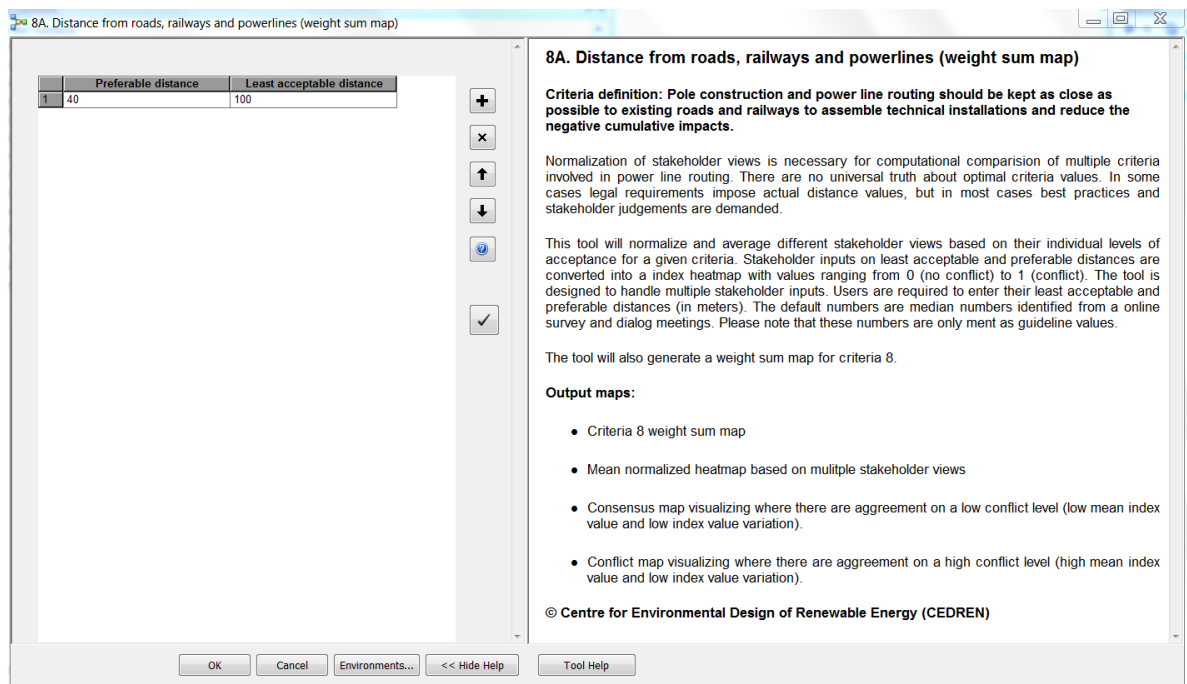 8A. Distance from roads, railways and powerlines (weight sum map)
Preferable distance Least acceptable distance
1 40 100
8A. Distance from roads, railways and powerlines (weight sum map)
Criteria definition: Pole construction and power line routing should be kept as close as
possible to existing roads and railways to assemble technical installations and reduce the
negative cumulative impacts.
Normalization of stakeholder views is necessary for computational comparision of multiple criteria
involved in power line routing. There are no universal truth about optimal criteria values. In some
cases legal requirements impose actual distance values, but in most cases best practices and
stakeholder judgements are demanded.
This tool will normalize and average different stakeholder views based on their individual levels of
acceptance for a given criteria. Stakeholder inputs on least acceptable and preferable distances are
converted into a index heatmap with values ranging from 0 (no conflict) to 1 (conflict). The tool is
designed to handle multiple stakeholder inputs. Users are required to enter their least acceptable and
preferable distances (in meters). The default numbers are median numbers identified from a online
survey and dialog meetings. Please note that these numbers are only ment as guideline values.
The tool will also generate a weight sum map for criteria 8.
Output maps:
● Criteria 8 weight sum map
● Mean normalized heatmap based on mulitple stakeholder views
● Consensus map visualizing where there are aggreement on a low conflict level (low mean index
value and low index value variation).
● Conflict map visualizing where there are aggreement on a high conflict level (high mean index
value and low index value variation).
© Centre for Environmental Design of Renewable Energy (CEDREN)
OK Cancel Environments... << Hide Help Tool Help